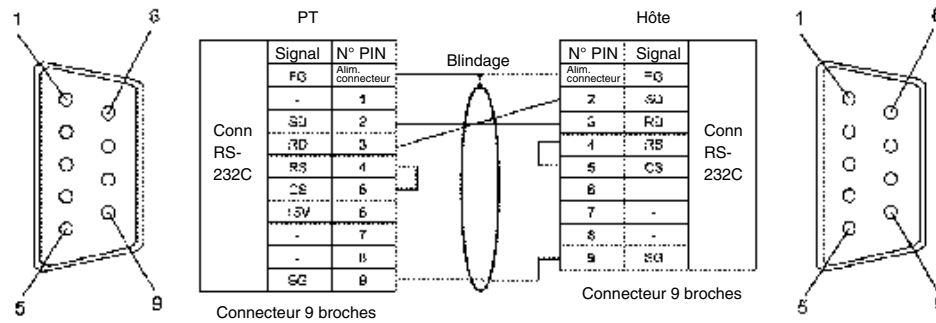 1
6
PT
Hôte
1
6
Signal
N° PIN
Blindage
N° PIN
Signal
FG
Alim. connecteur
Alim. connecteur
FG
-
1
2
SD
SD
2
3
RD
Conn RS-232C
RD
3
4
RS
Conn RS-232C
RS
4
5
CS
CS
5
6
+5V
6
7
-
-
7
8
-
-
8
9
SG
SG
9
5
9
Connecteur 9 broches
Connecteur 9 broches
5